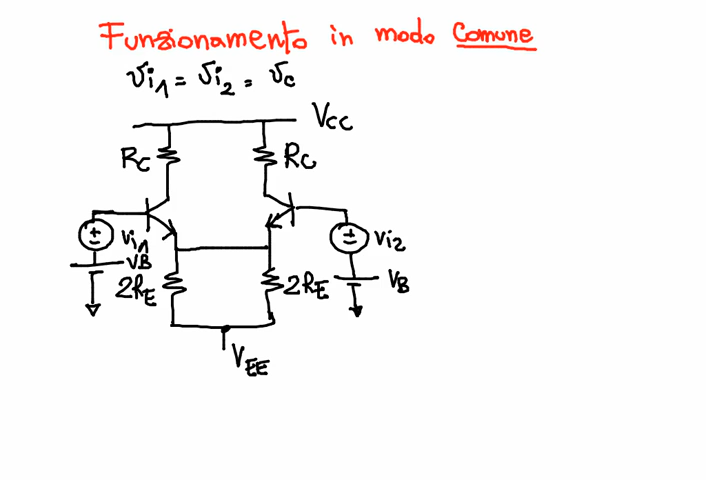 Funzionamento in modo Comune
vi1 = vi2 = vc
VCC
RC RC
vi1 vi2
VB VB
2RE 2RE
VEE